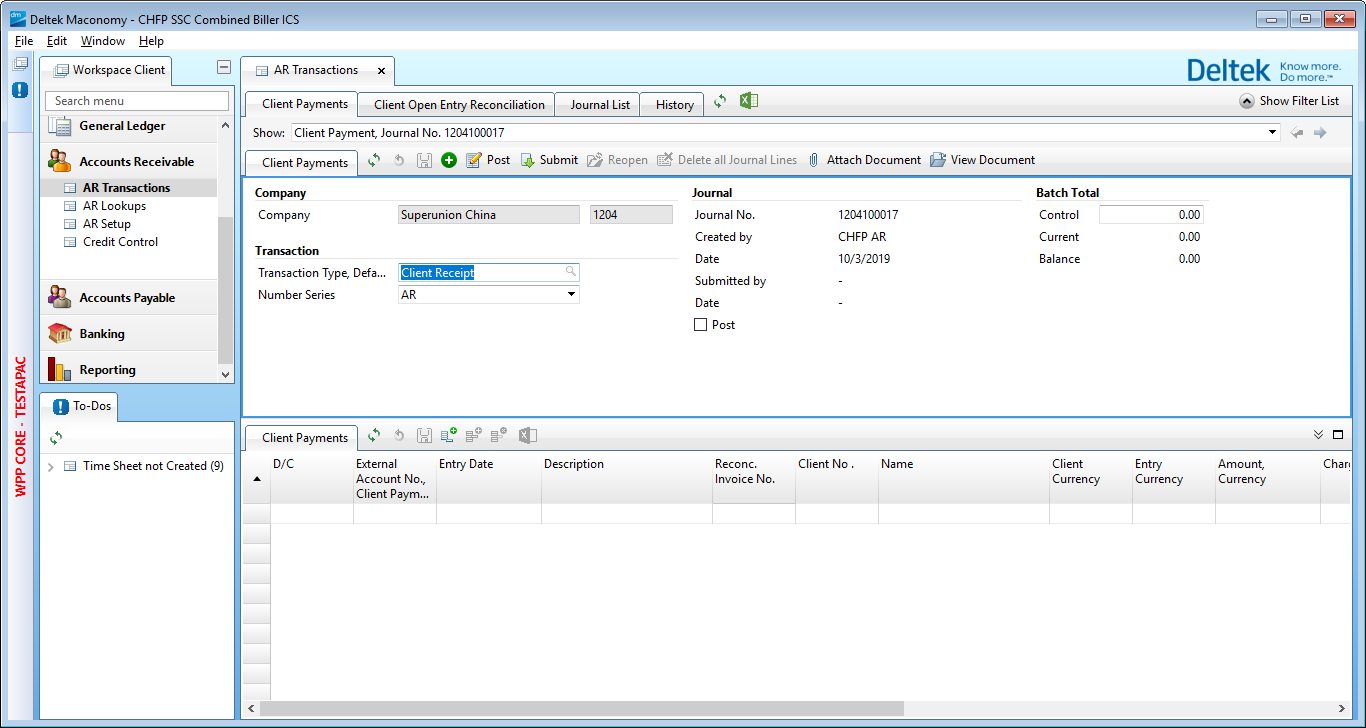 Deltek Maconomy - CHFP SSC Combined Biller ICS
File Edit Window Help
Workspace Client
AR Transactions
Deltek Know more.
Do more.™
Search menu
Client Payments Client Open Entry Reconciliation Journal List History
Show Filter List
General Ledger
Show: Client Payment, Journal No. 1204100017
Accounts Receivable
Client Payments Post Submit Reopen Delete all Journal Lines Attach Document View Document
AR Transactions
AR Lookups
AR Setup
Credit Control
Accounts Payable
Banking
Reporting
Company
Company Superunion China 1204
Transaction
Transaction Type, Defa... Client Receipt
Number Series AR
Journal
Journal No. 1204100017
Created by CHFP AR
Date 10/3/2019
Submitted by -
Date -
Post
Batch Total
Control 0.00
Current 0.00
Balance 0.00
WPP CORE - TESTAPAC
To-Dos
Time Sheet not Created (9)
Client Payments
D/C
External
Account No.,
Client Paym...
Entry Date
Description
Reconc.
Invoice No.
Client No .
Name
Client
Currency
Entry
Currency
Amount,
Currency
Charg